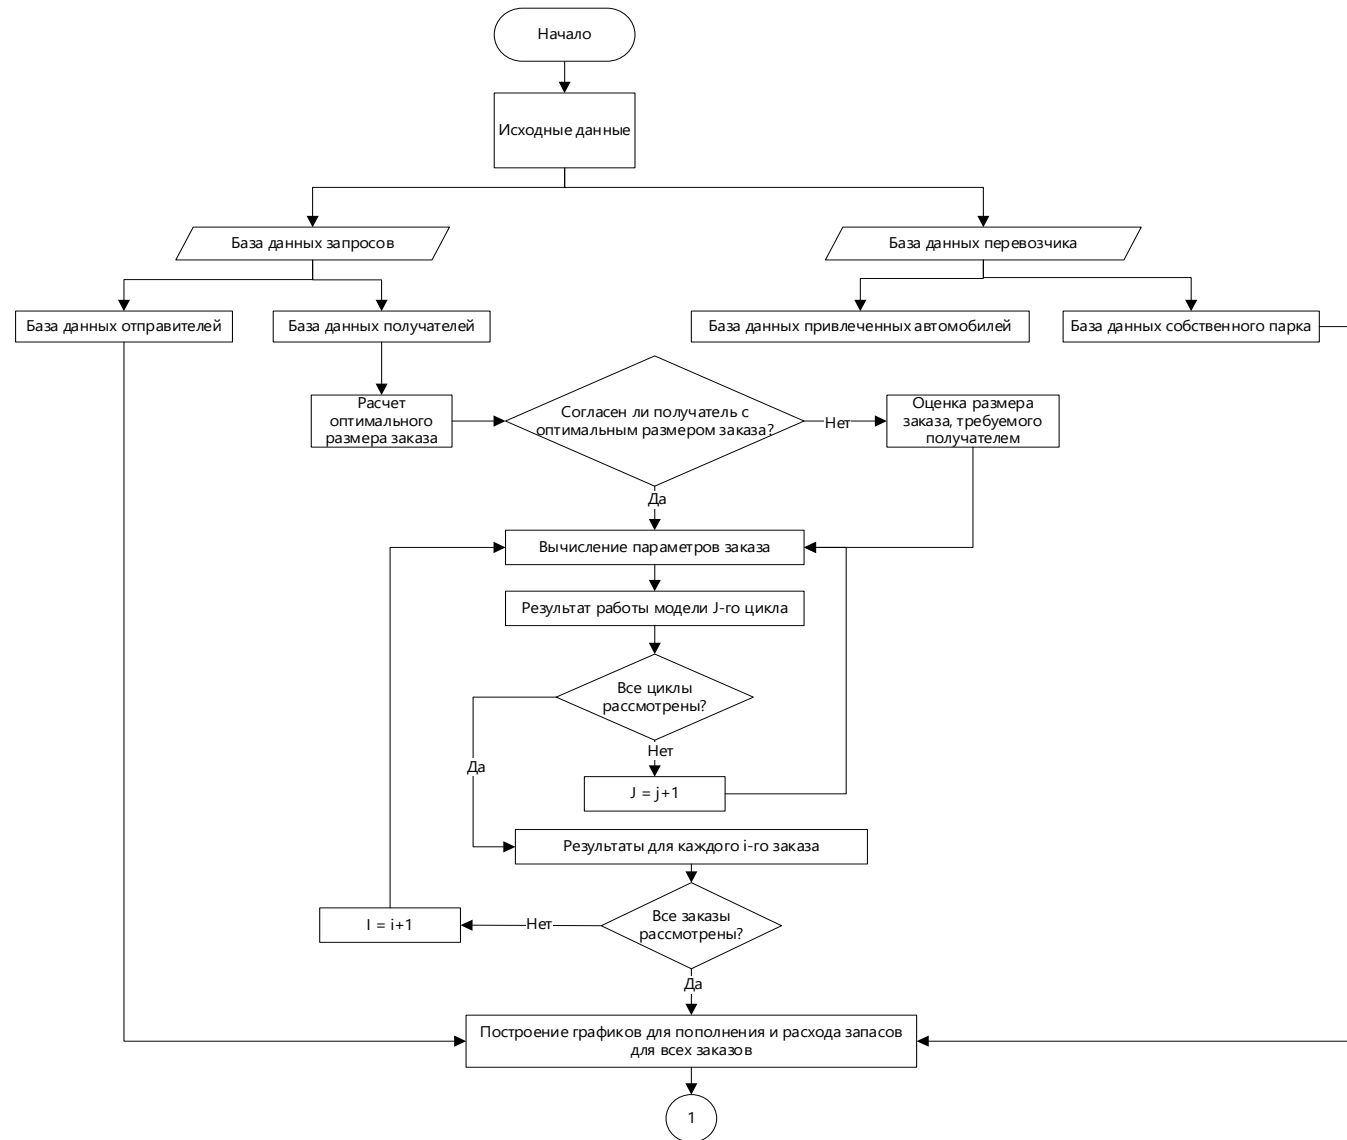 Начало
Исходные данные
База данных запросов
База данных перевозчика
База данных отправителей
База данных получателей
База данных привлеченных автомобилей
База данных собственного парка
Расчет
оптимального
размера заказа
Согласен ли получатель с
оптимальным размером заказа?
Нет
Оценка размера
заказа, требуемого
получателем
Да
Вычисление параметров заказа
Результат работы модели J-го цикла
Все циклы
рассмотрены?
Нет
Да
J = j+1
Результаты для каждого i-го заказа
Все заказы
рассмотрены?
Нет
I = i+1
Да
Построение графиков для пополнения и расхода запасов
для всех заказов
1